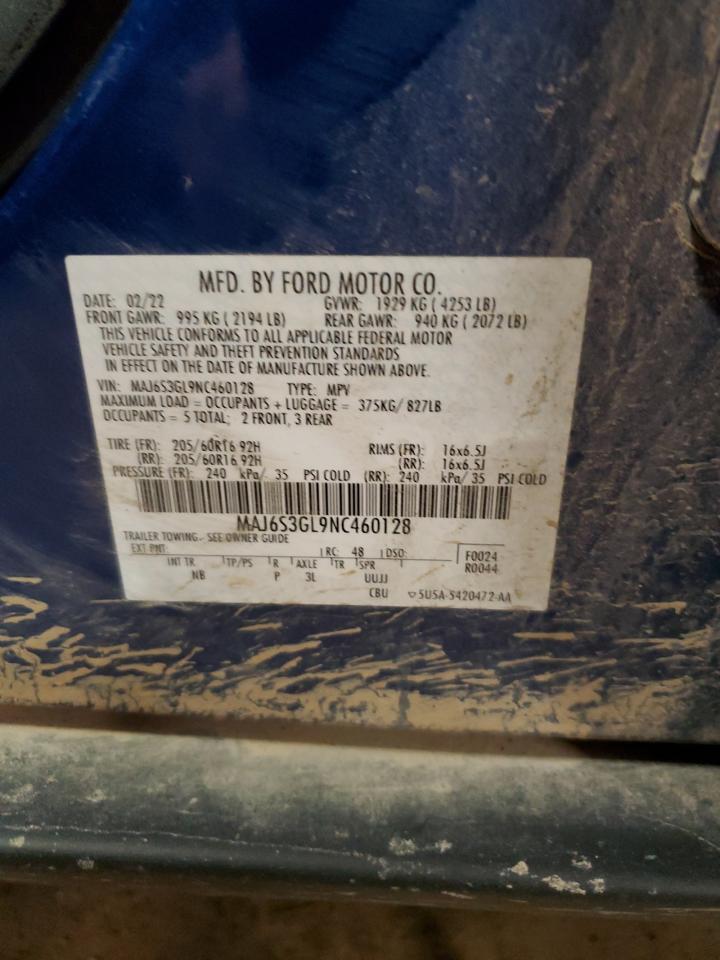 MFD. BY FORD MOTOR CO.
DATE: 02/22 GVWR: 1929 KG ( 4253 LB)
FRONT GAWR: 995 KG ( 2194 LB) REAR GAWR: 940 KG ( 2072 LB)
THIS VEHICLE CONFORMS TO ALL APPLICABLE FEDERAL MOTOR
VEHICLE SAFETY AND THEFT PREVENTION STANDARDS
IN EFFECT ON THE DATE OF MANUFACTURE SHOWN ABOVE.
VIN: MAJ6S3GL9NC460128 TYPE: MPV
MAXIMUM LOAD = OCCUPANTS + LUGGAGE = 375KG/ 827LB
OCCUPANTS = 5 TOTAL; 2 FRONT, 3 REAR
TIRE (FR): 205/60R16 92H RIMS (FR): 16x6.5J
(RR): 205/60R16 92H (RR): 16x6.5J
PRESSURE (FR): 240 kPa/ 35 PSI COLD (RR): 240 kPa/ 35 PSI COLD
MAJ6S3GL9NC460128
TRAILER TOWING - SEE OWNER GUIDE
EXT PNT: RC: 48 DSO: F0024
INT TR TP/PS R AXLE TR SPR R0044
NB P 3L UUJJ
CBU 5U5A-5420472-AA